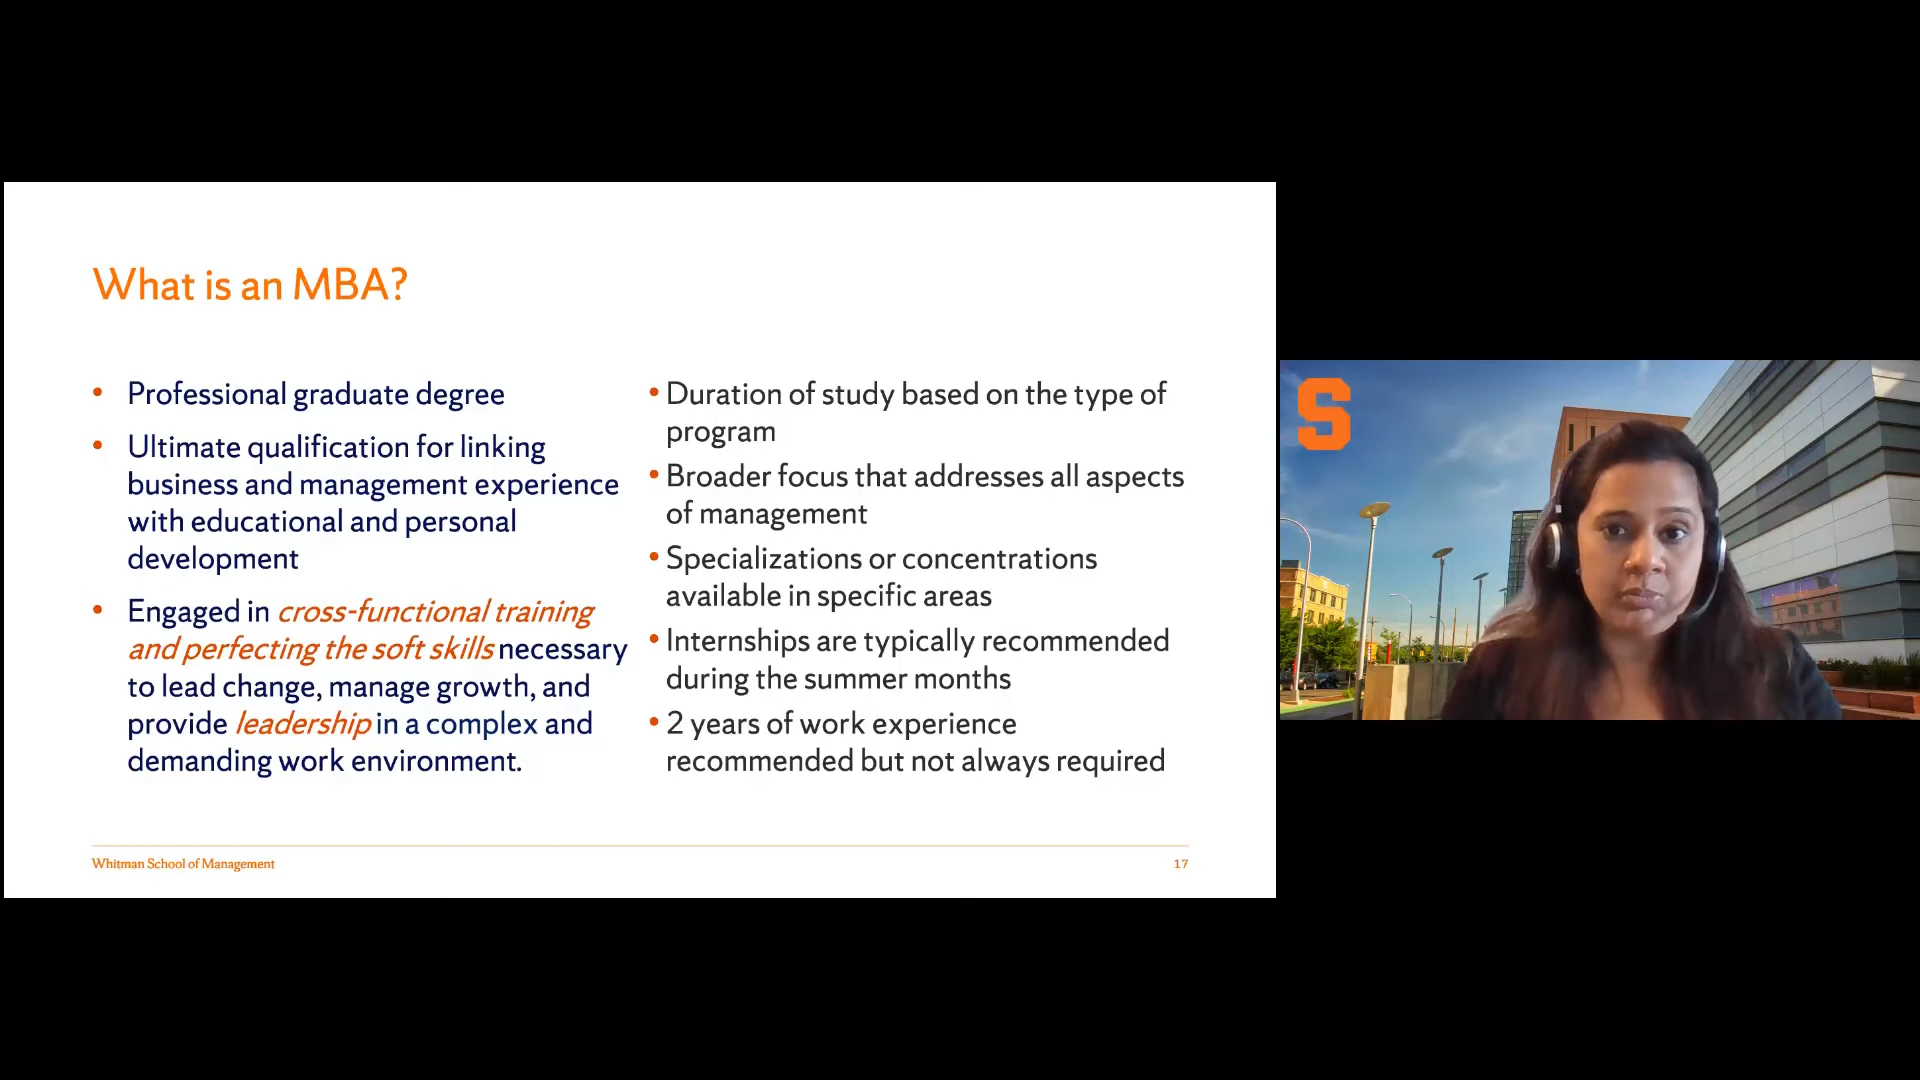 What is an MBA?
• Professional graduate degree
• Ultimate qualification for linking
business and management experience
with educational and personal
development
• Engaged in cross-functional training
and perfecting the soft skills necessary
to lead change, manage growth, and
provide leadership in a complex and
demanding work environment.
• Duration of study based on the type of
program
• Broader focus that addresses all aspects
of management
• Specializations or concentrations
available in specific areas
• Internships are typically recommended
during the summer months
• 2 years of work experience
recommended but not always required
Whitman School of Management
17
S